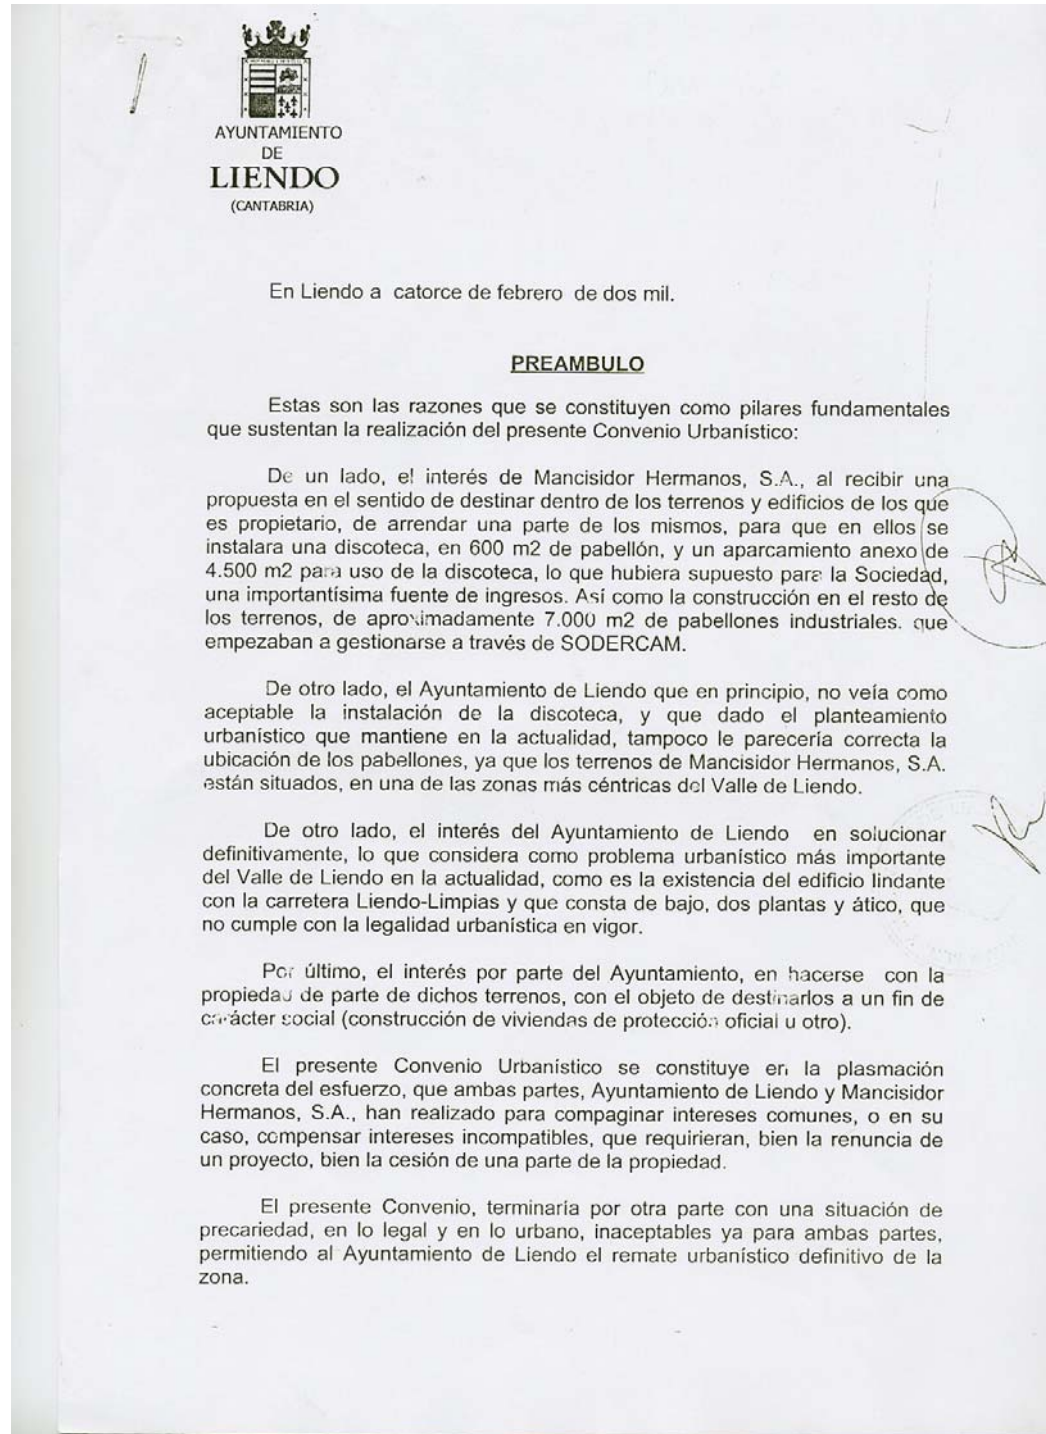 AYUNTAMIENTO
DE
LIENDO
(CANTABRIA)
En Liendo a catorce de febrero de dos mil.
PREAMBULO
Estas son las razones que se constituyen como pilares fundamentales
que sustentan la realización del presente Convenio Urbanístico:
De un lado, el interés de Mancisidor Hermanos, S.A., al recibir una
propuesta en el sentido de destinar dentro de los terrenos y edificios de los que
es propietario, de arrendar una parte de los mismos, para que en ellos se
instalara una discoteca, en 600 m2 de pabellón, y un aparcamiento anexo de
4.500 m2 para uso de la discoteca, lo que hubiera supuesto para la Sociedad,
una importantísima fuente de ingresos. Así como la construcción en el resto de
los terrenos, de aproximadamente 7.000 m2 de pabellones industriales. que
empezaban a gestionarse a través de SODERCAM.
De otro lado, el Ayuntamiento de Liendo que en principio, no veía como
aceptable la instalación de la discoteca, y que dado el planteamiento
urbanístico que mantiene en la actualidad, tampoco le parecería correcta la
ubicación de los pabellones, ya que los terrenos de Mancisidor Hermanos, S.A.
están situados, en una de las zonas más céntricas del Valle de Liendo.
De otro lado, el interés del Ayuntamiento de Liendo en solucionar
definitivamente, lo que considera como problema urbanístico más importante
del Valle de Liendo en la actualidad, como es la existencia del edificio lindante
con la carretera Liendo-Limpias y que consta de bajo, dos plantas y ático, que
no cumple con la legalidad urbanística en vigor.
Por último, el interés por parte del Ayuntamiento, en hacerse con la
propiedad de parte de dichos terrenos, con el objeto de destinarlos a un fin de
carácter social (construcción de viviendas de protección oficial u otro).
El presente Convenio Urbanístico se constituye en la plasmación
concreta del esfuerzo, que ambas partes, Ayuntamiento de Liendo y Mancisidor
Hermanos, S.A., han realizado para compaginar intereses comunes, o en su
caso, compensar intereses incompatibles, que requirieran, bien la renuncia de
un proyecto, bien la cesión de una parte de la propiedad.
El presente Convenio, terminaría por otra parte con una situación de
precariedad, en lo legal y en lo urbano, inaceptables ya para ambas partes,
permitiendo al Ayuntamiento de Liendo el remate urbanístico definitivo de la
zona.